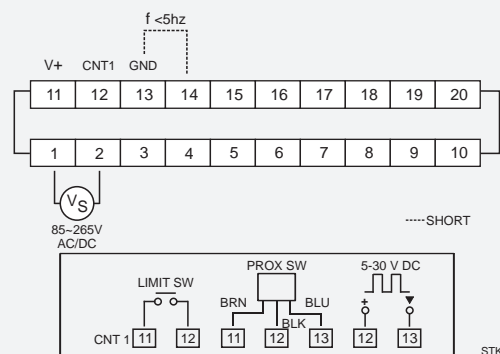 f <5hz
V+ CNT1 GND
11 12 13 14 15 16 17 18 19 20
1 2 3 4 5 6 7 8 9 10
VS
85~265V
AC/DC
-----SHORT
LIMIT SW
PROX SW
5-30 V DC
BRN BLU
BLK
+
CNT 1 11 12 11 12 13 12 13
STK